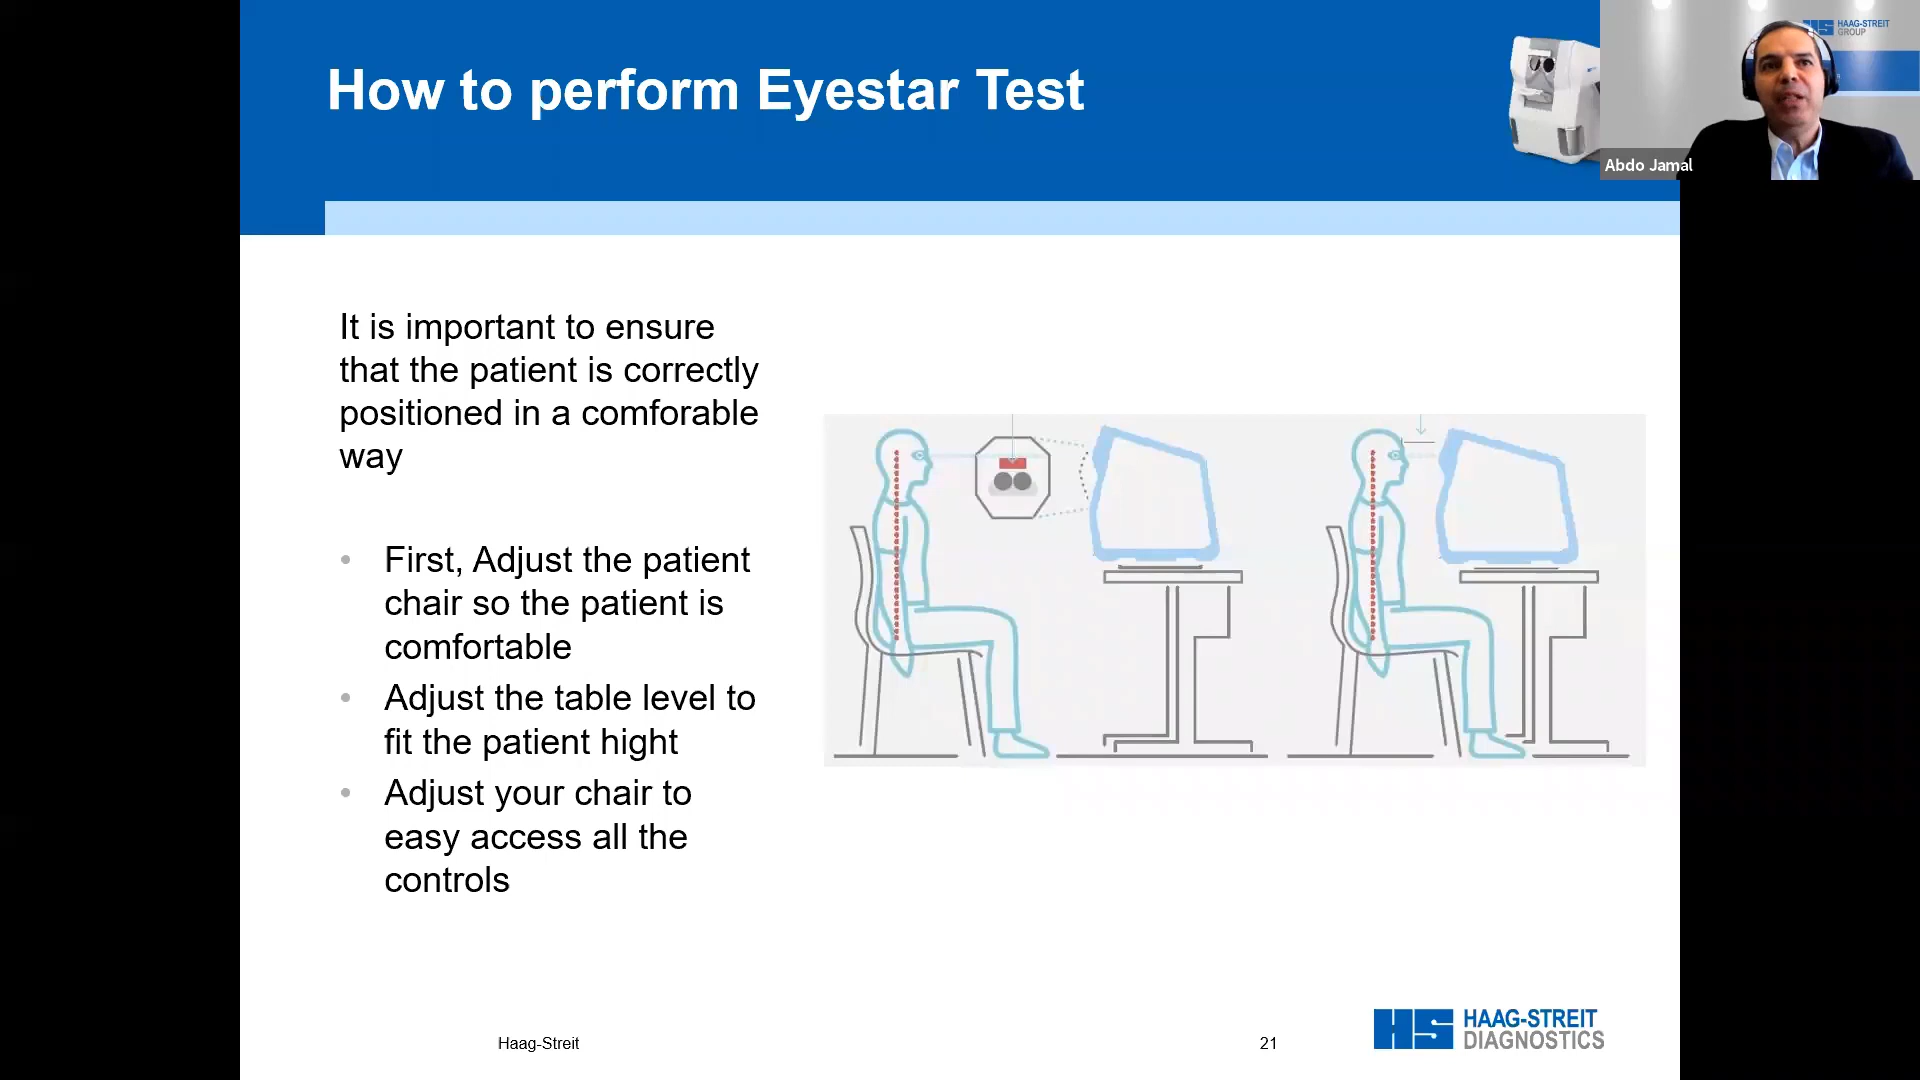 How to perform Eyestar Test
HAAG-STREIT
GROUP
Abdo Jamal
It is important to ensure
that the patient is correctly
positioned in a comforable
way
• First, Adjust the patient
chair so the patient is
comfortable
• Adjust the table level to
fit the patient hight
• Adjust your chair to
easy access all the
controls
Haag-Streit
21
HS HAAG-STREIT
DIAGNOSTICS